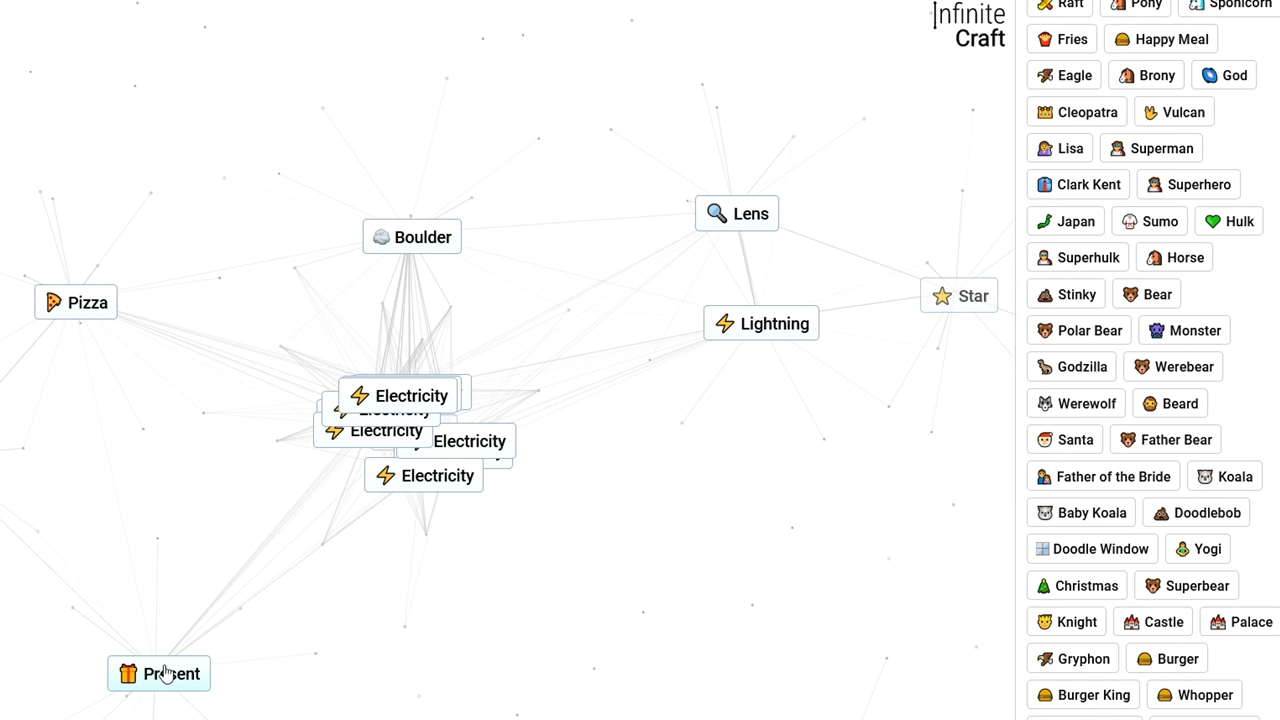 Infinite
Craft
Boulder
Lens
Pizza
Star
Lightning
Electricity
Electricity
Electricity
Electricity
Electricity
Present
Raft Pony Sponicorn
Fries Happy Meal
Eagle Brony God
Cleopatra Vulcan
Lisa Superman
Clark Kent Superhero
Japan Sumo Hulk
Superhulk Horse
Stinky Bear
Polar Bear Monster
Godzilla Werebear
Werewolf Beard
Santa Father Bear
Father of the Bride Koala
Baby Koala Doodlebob
Doodle Window Yogi
Christmas Superbear
Knight Castle Palace
Gryphon Burger
Burger King Whopper